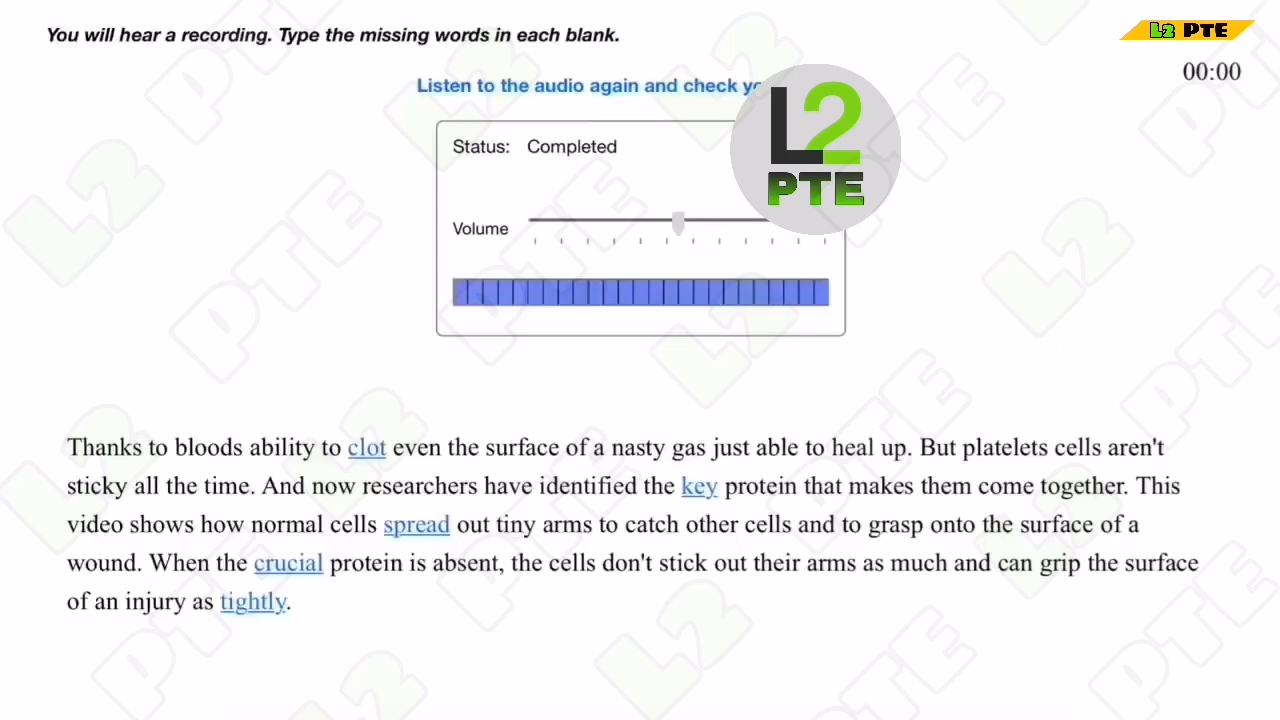 You will hear a recording. Type the missing words in each blank.
L2 PTE
00:00
Listen to the audio again and check
L2
PTE
Status: Completed
Volume
Thanks to bloods ability to clot even the surface of a nasty gas just able to heal up. But platelets cells aren't
sticky all the time. And now researchers have identified the key protein that makes them come together. This
video shows how normal cells spread out tiny arms to catch other cells and to grasp onto the surface of a
wound. When the crucial protein is absent, the cells don't stick out their arms as much and can grip the surface
of an injury as tightly.